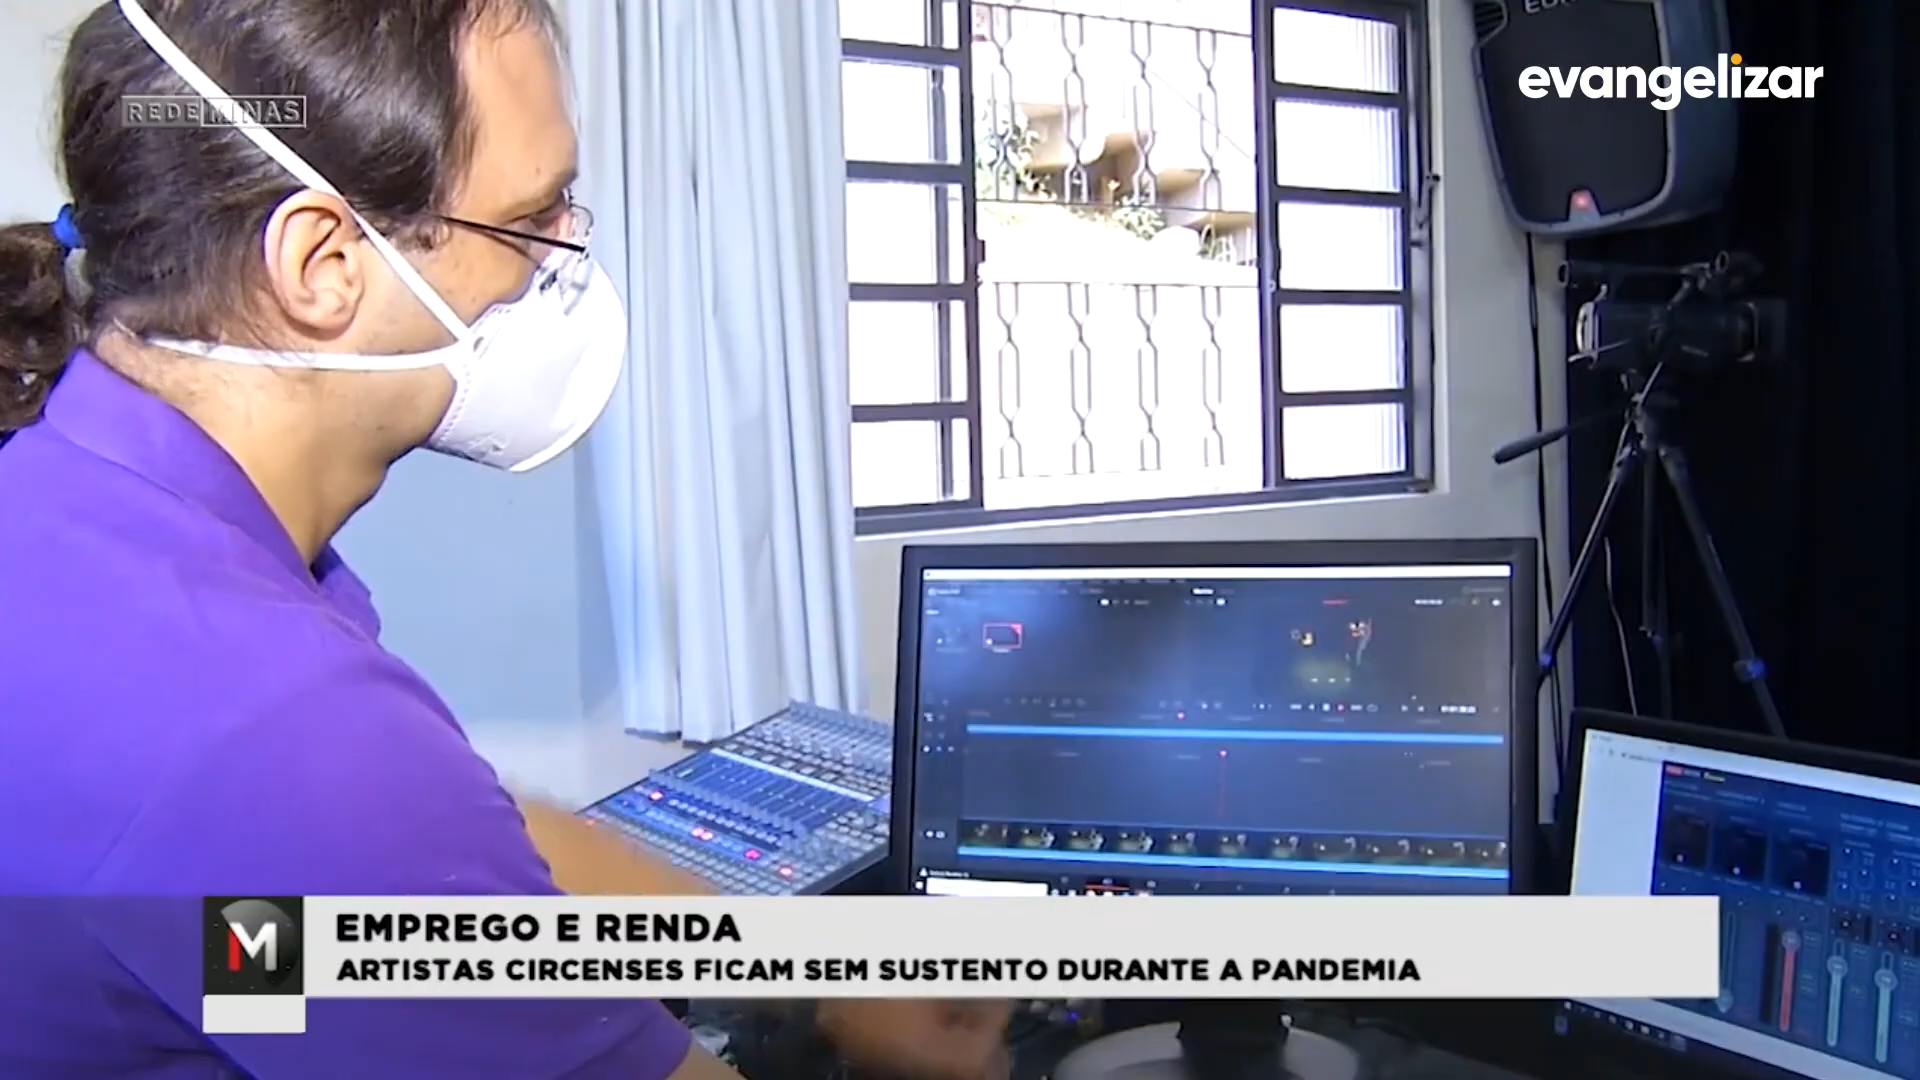 REDE MINAS
evangelizar
M
EMPREGO E RENDA
ARTISTAS CIRCENSES FICAM SEM SUSTENTO DURANTE A PANDEMIA